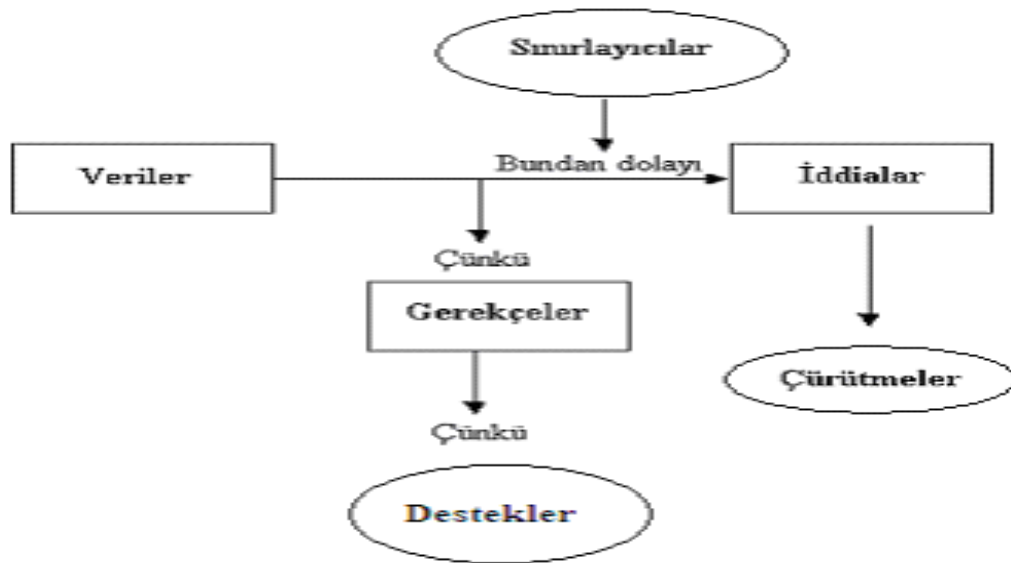 Sınırlayıcılar
Veriler
Bundan dolayı
İddialar
Çünkü
Gerekçeler
Çürütmeler
Çünkü
Destekler